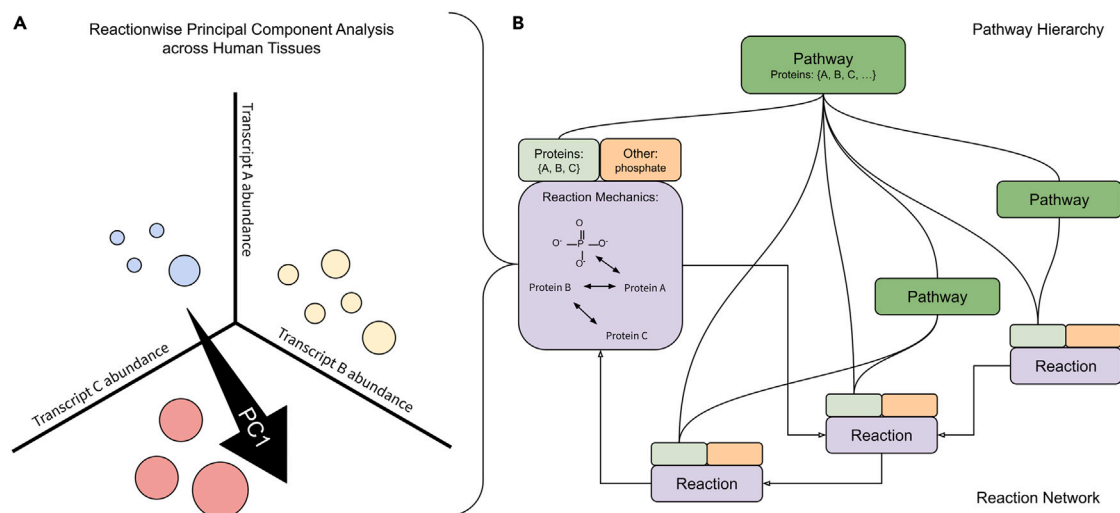 A
Reactionwise Principal Component Analysis
across Human Tissues
Transcript A abundance
Transcript C abundance
Transcript B abundance
PC1
B
Pathway Hierarchy
Pathway
Proteins: {A, B, C, ...}
Proteins:
{A, B, C}
Other:
phosphate
Reaction Mechanics:
O
O⁻ P O⁻
O⁻
Protein B
Protein A
Protein C
Pathway
Pathway
Reaction
Reaction
Reaction
Reaction Network